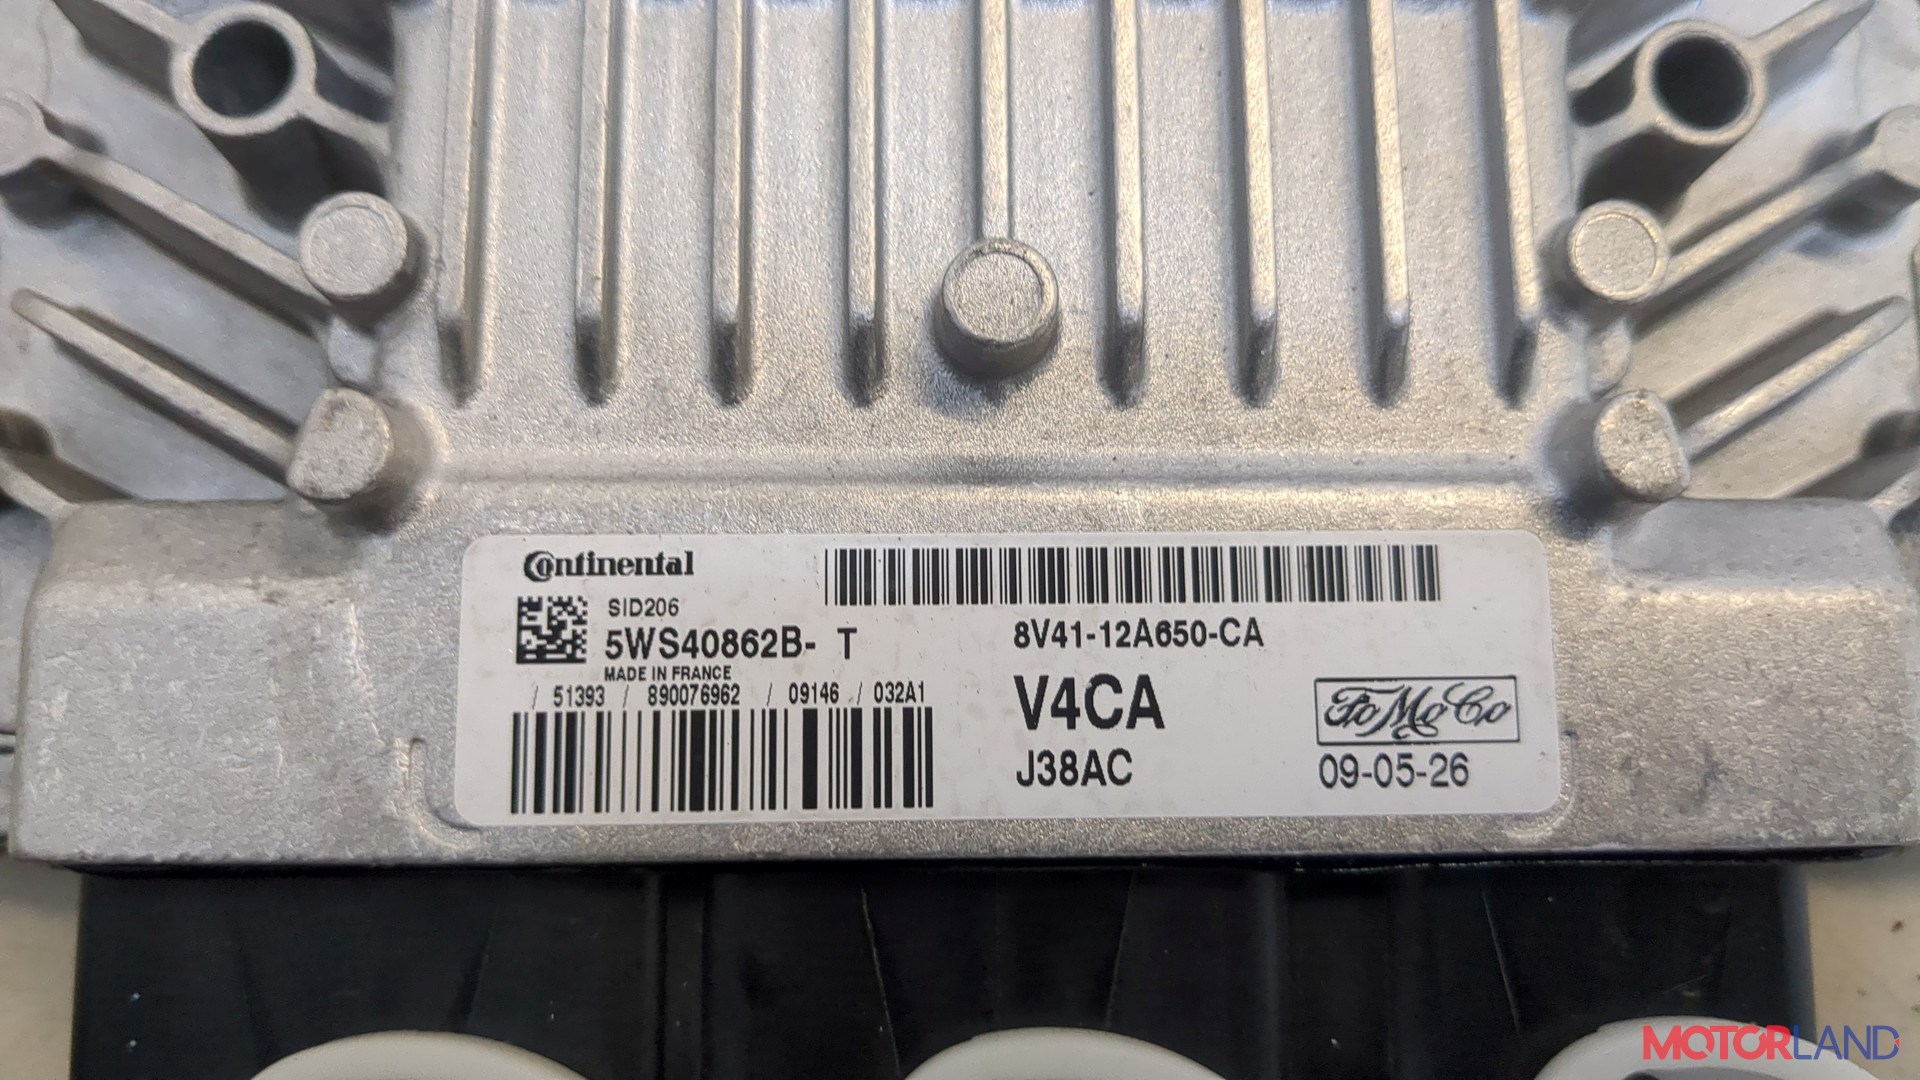 Continental
SID206
5WS40862B- T
MADE IN FRANCE
/ 51393 / 890076962 / 09146 / 032A1
8V41-12A650-CA
V4CA
J38AC
FoMoCo
09-05-26
MOTORLAND